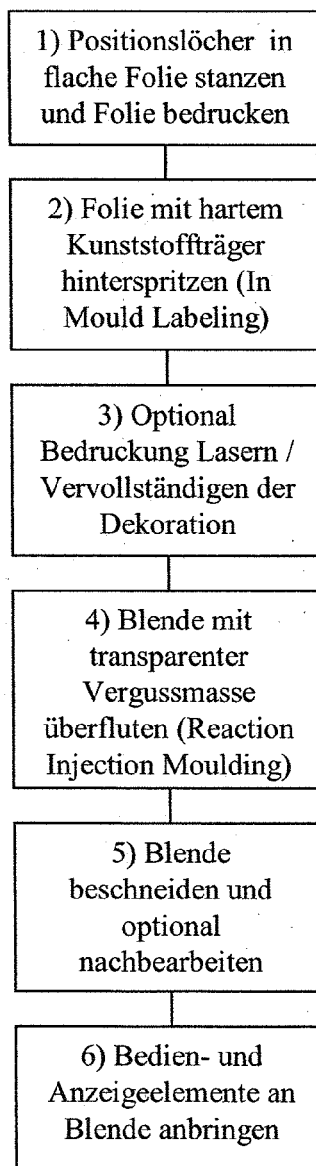 1) Positionslöcher in
flache Folie stanzen
und Folie bedrucken
2) Folie mit hartem
Kunststoffträger
hinterspritzen (In
Mould Labeling)
3) Optional
Bedruckung Lasern /
Vervollständigen der
Dekoration
4) Blende mit
transparenter
Vergussmasse
überfluten (Reaction
Injection Moulding)
5) Blende
beschneiden und
optional
nachbearbeiten
6) Bedien- und
Anzeigeelemente an
Blende anbringen